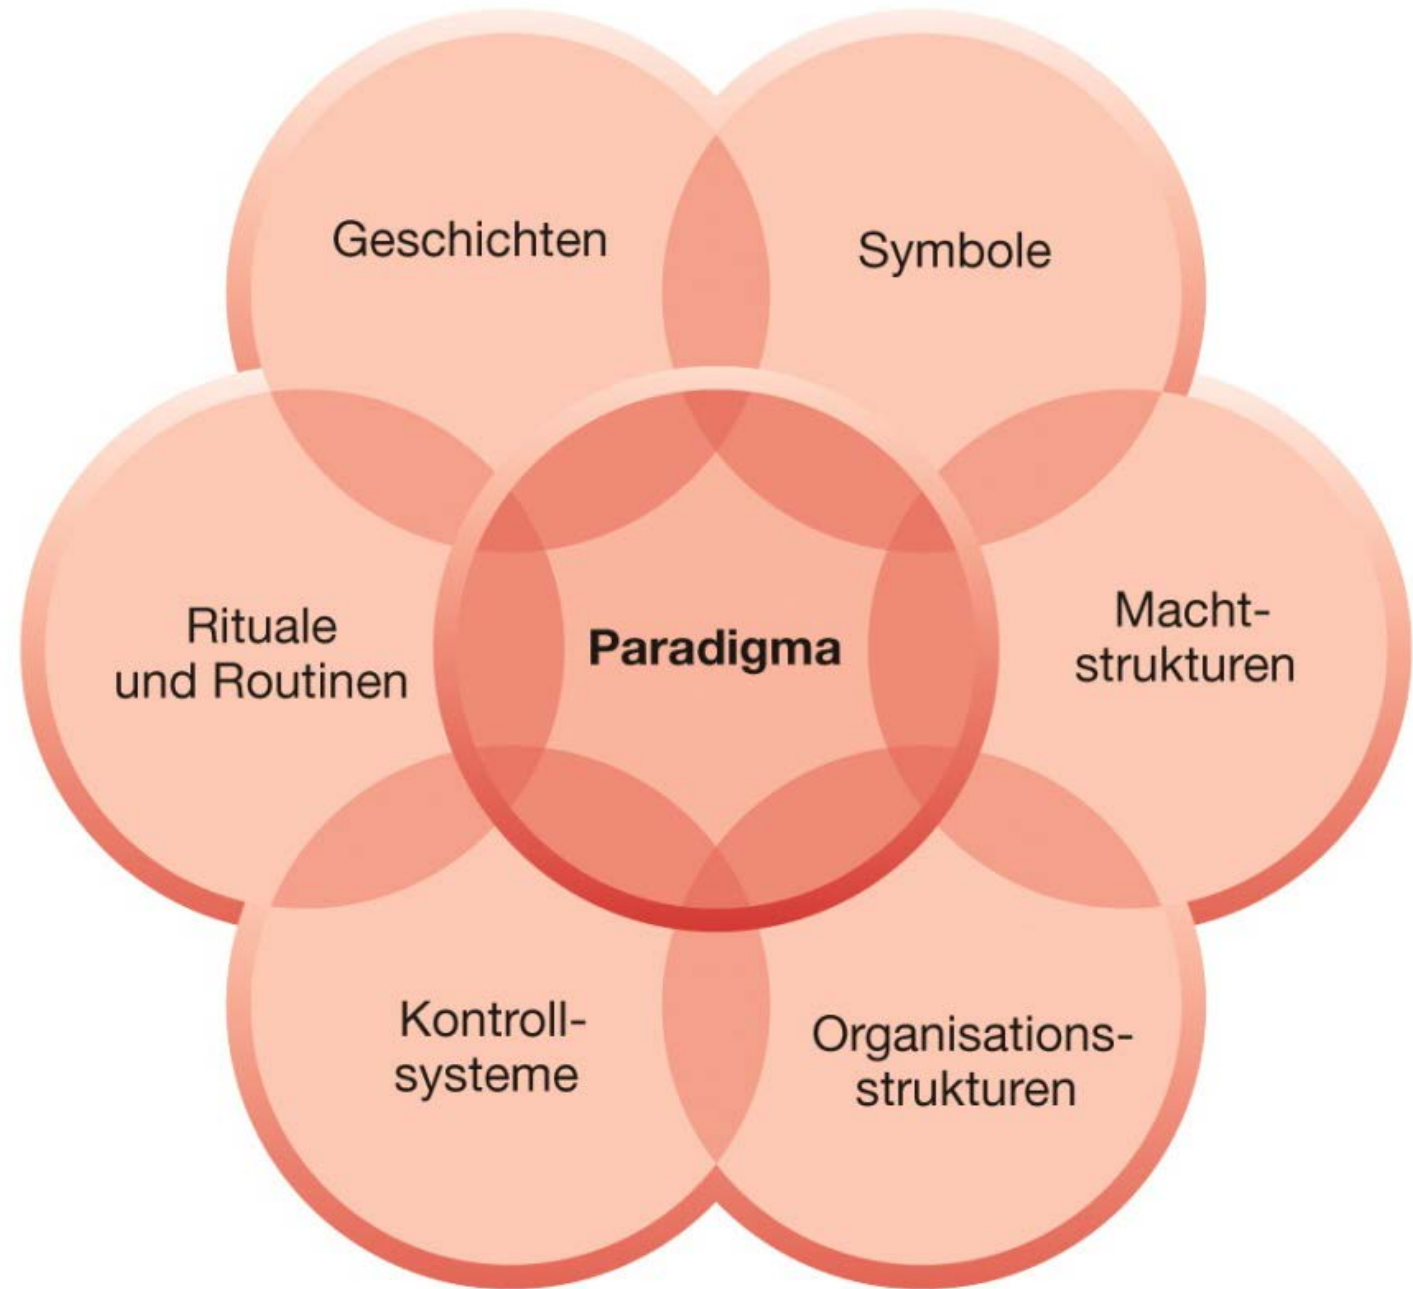 Geschichten
Symbole
Rituale
und Routinen
Paradigma
Macht-
strukturen
Kontroll-
systeme
Organisations-
strukturen